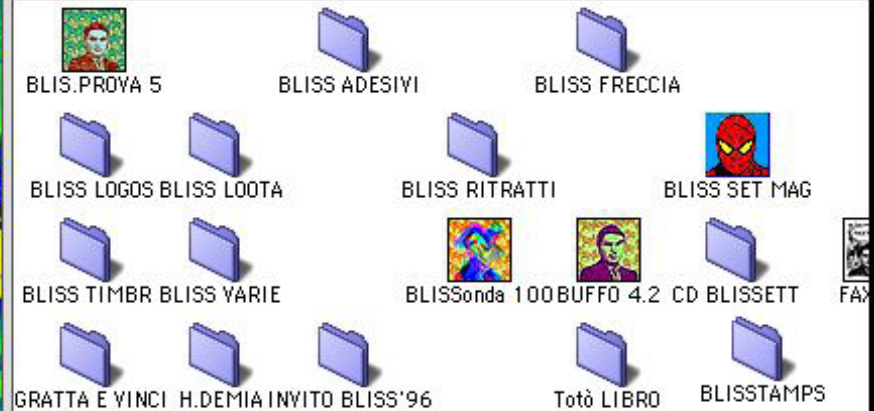 BLIS.PROVA 5
BLISS ADESIVI
BLISS FRECCIA
BLISS LOGOS
BLISS LOOTA
BLISS RITRATTI
BLISS SET MAG
BLISS TIMBR
BLISS VARIE
BLISSonda 100
BUFFO 4.2
CD BLISSETT
FAX
GRATTA E VINCI
H.DEMIA
INVITO BLISS'96
Totò LIBRO
BLISSTAMPS